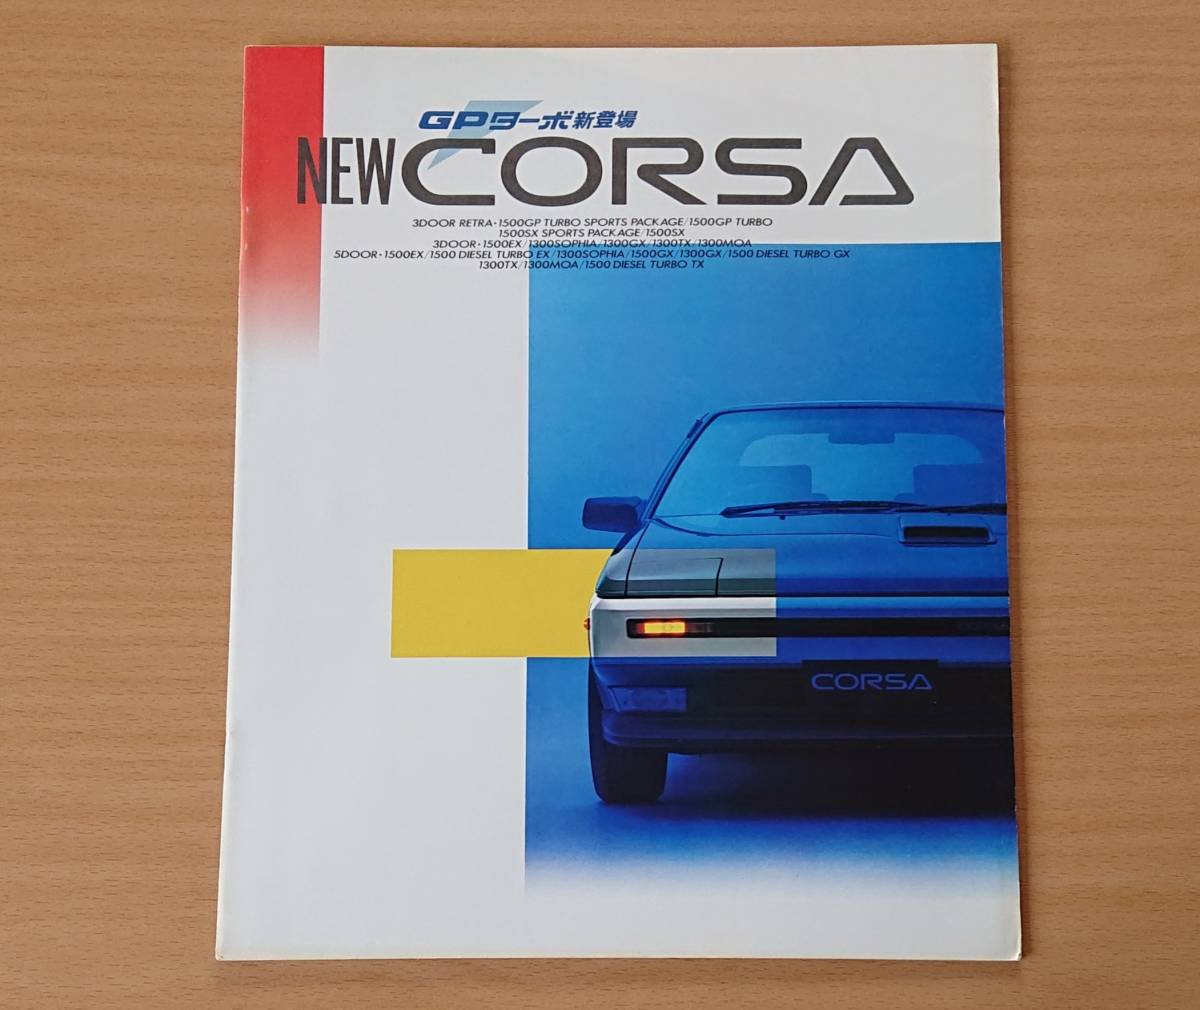 GPターボ新登場
NEW CORSA
3DOOR RETRA・1500GP TURBO SPORTS PACKAGE/1500GP TURBO
1500SX SPORTS PACKAGE/1500SX
3DOOR・1500EX/1300SOPHIA/1300GX/1300TX/1300MOA
5DOOR・1500EX/1500 DIESEL TURBO EX/1300SOPHIA/1500GX/1300GX/1500 DIESEL TURBO GX
1300TX/1300MOA/1500 DIESEL TURBO TX
CORSA